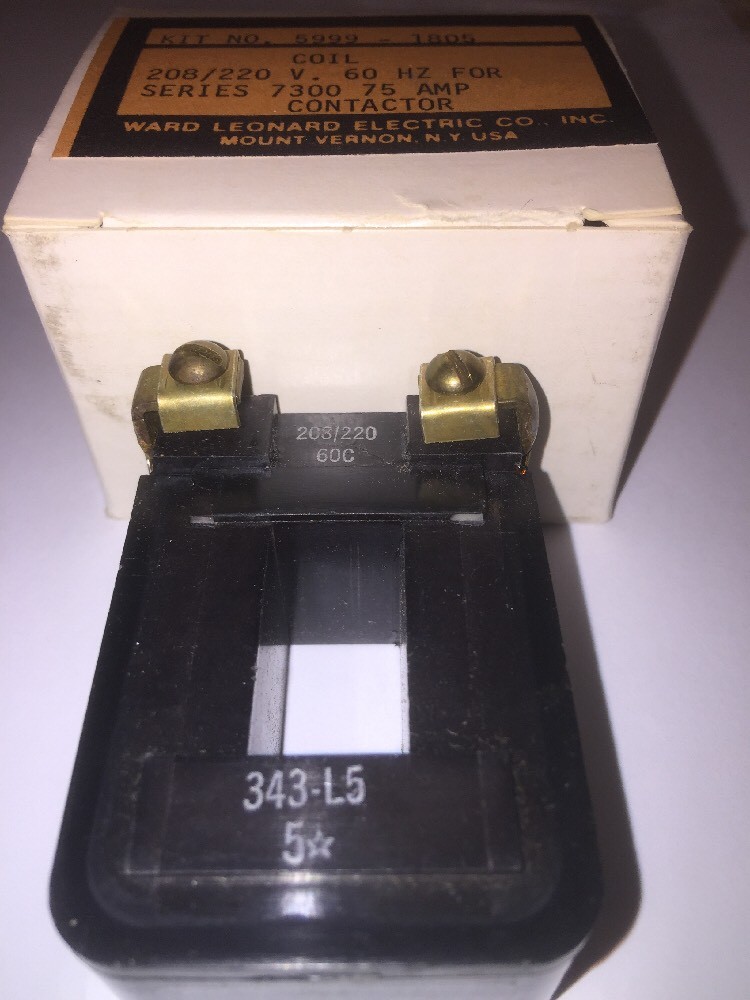 KIT NO. 5999 - 1805
COIL
208/220 V. 60 HZ FOR
SERIES 7300 75 AMP
CONTACTOR
WARD LEONARD ELECTRIC CO., INC.
MOUNT VERNON, N.Y. USA
208/220
60C
343-L5
5☆